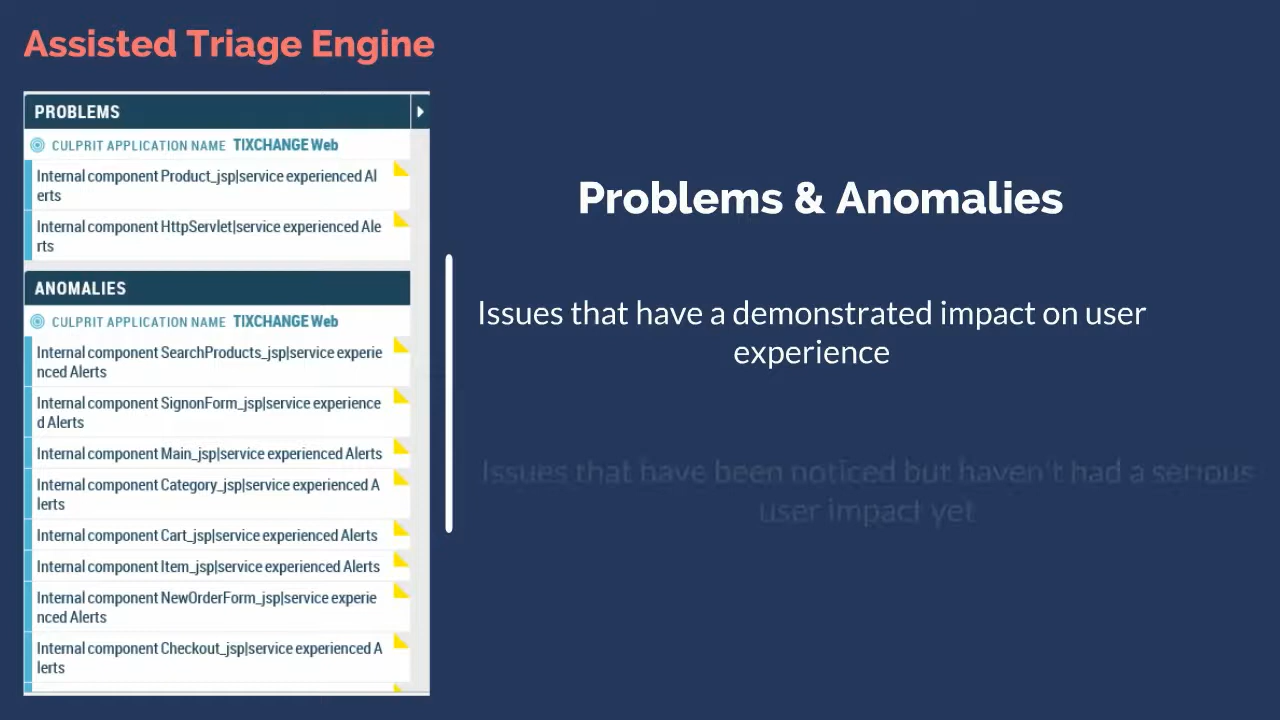 Assisted Triage Engine
PROBLEMS
CULPRIT APPLICATION NAME TIXCHANGE Web
Internal component Product_jsp|service experienced Al
erts
Internal component HttpServlet|service experienced Ale
rts
ANOMALIES
CULPRIT APPLICATION NAME TIXCHANGE Web
Internal component SearchProducts_jsp|service experie
nced Alerts
Internal component SignonForm_jsp|service experience
d Alerts
Internal component Main_jsp|service experienced Alerts
Internal component Category_jsp|service experienced A
lerts
Internal component Cart_jsp|service experienced Alerts
Internal component Item_jsp|service experienced Alerts
Internal component NewOrderForm_jsp|service experie
nced Alerts
Internal component Checkout_jsp|service experienced A
lerts
Problems & Anomalies
Issues that have a demonstrated impact on user
experience
Issues that have been noticed but haven't had a serious
user impact yet